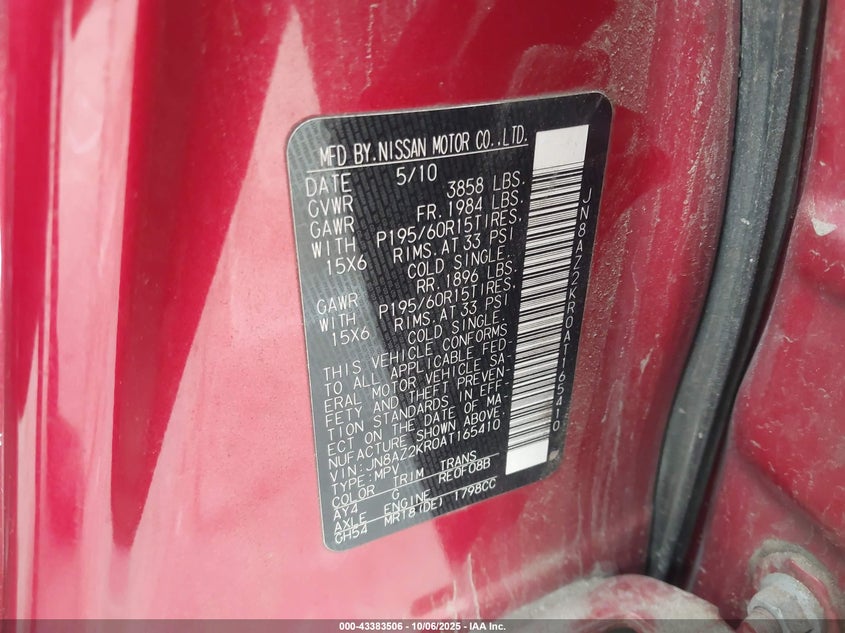 MFD BY.NISSAN MOTOR CO.,LTD.
DATE 5/10
GVWR 3858 LBS.
GAWR FR. 1984 LBS.
WITH P195/60R15TIRES,
15X6 RIMS. AT 33 PSI
COLD SINGLE.
GAWR RR. 1896 LBS.
WITH P195/60R15TIRES,
15X6 RIMS. AT 33 PSI
COLD SINGLE.
THIS VEHICLE CONFORMS
TO ALL APPLICABLE FED-
ERAL MOTOR VEHICLE SA-
FETY AND THEFT PREVEN-
TION STANDARDS IN EFF-
ECT ON THE DATE OF MA-
NUFACTURE SHOWN ABOVE.
VIN:JN8AZ2KR0AT165410
TYPE:MPV
COLOR TRIM TRANS
AY4 G RE0F08B
AXLE ENGINE
GH54 MR18(DE) 1798CC
JN8AZ2KR0AT165410
000-43383506 - 10/06/2025 - IAA Inc.